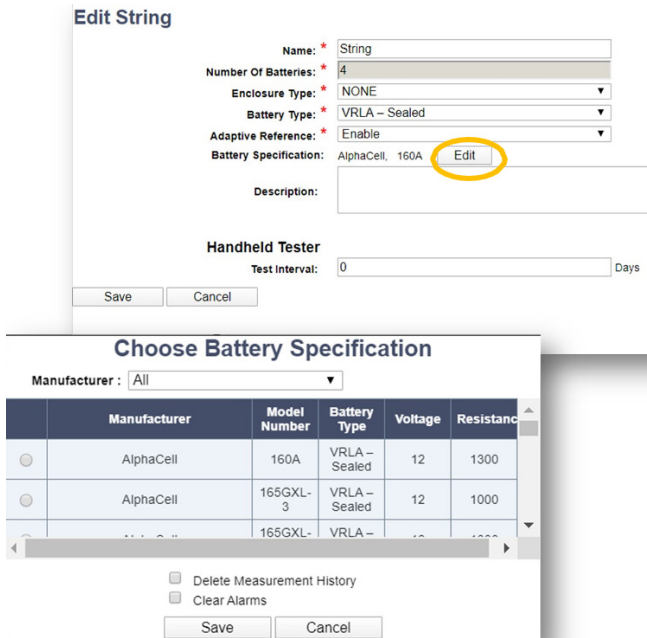 Edit String
Name: * String
Number Of Batteries: * 4
Enclosure Type: * NONE
Battery Type: * VRLA – Sealed
Adaptive Reference: * Enable
Battery Specification: AlphaCell, 160A Edit
Description:
Handheld Tester
Test Interval: 0 Days
Save Cancel
Choose Battery Specification
Manufacturer : All
Manufacturer Model Number Battery Type Voltage Resistanc
AlphaCell 160A VRLA – Sealed 12 1300
AlphaCell 165GXL-3 VRLA – Sealed 12 1000
165GXL- VRLA –
Delete Measurement History
Clear Alarms
Save Cancel